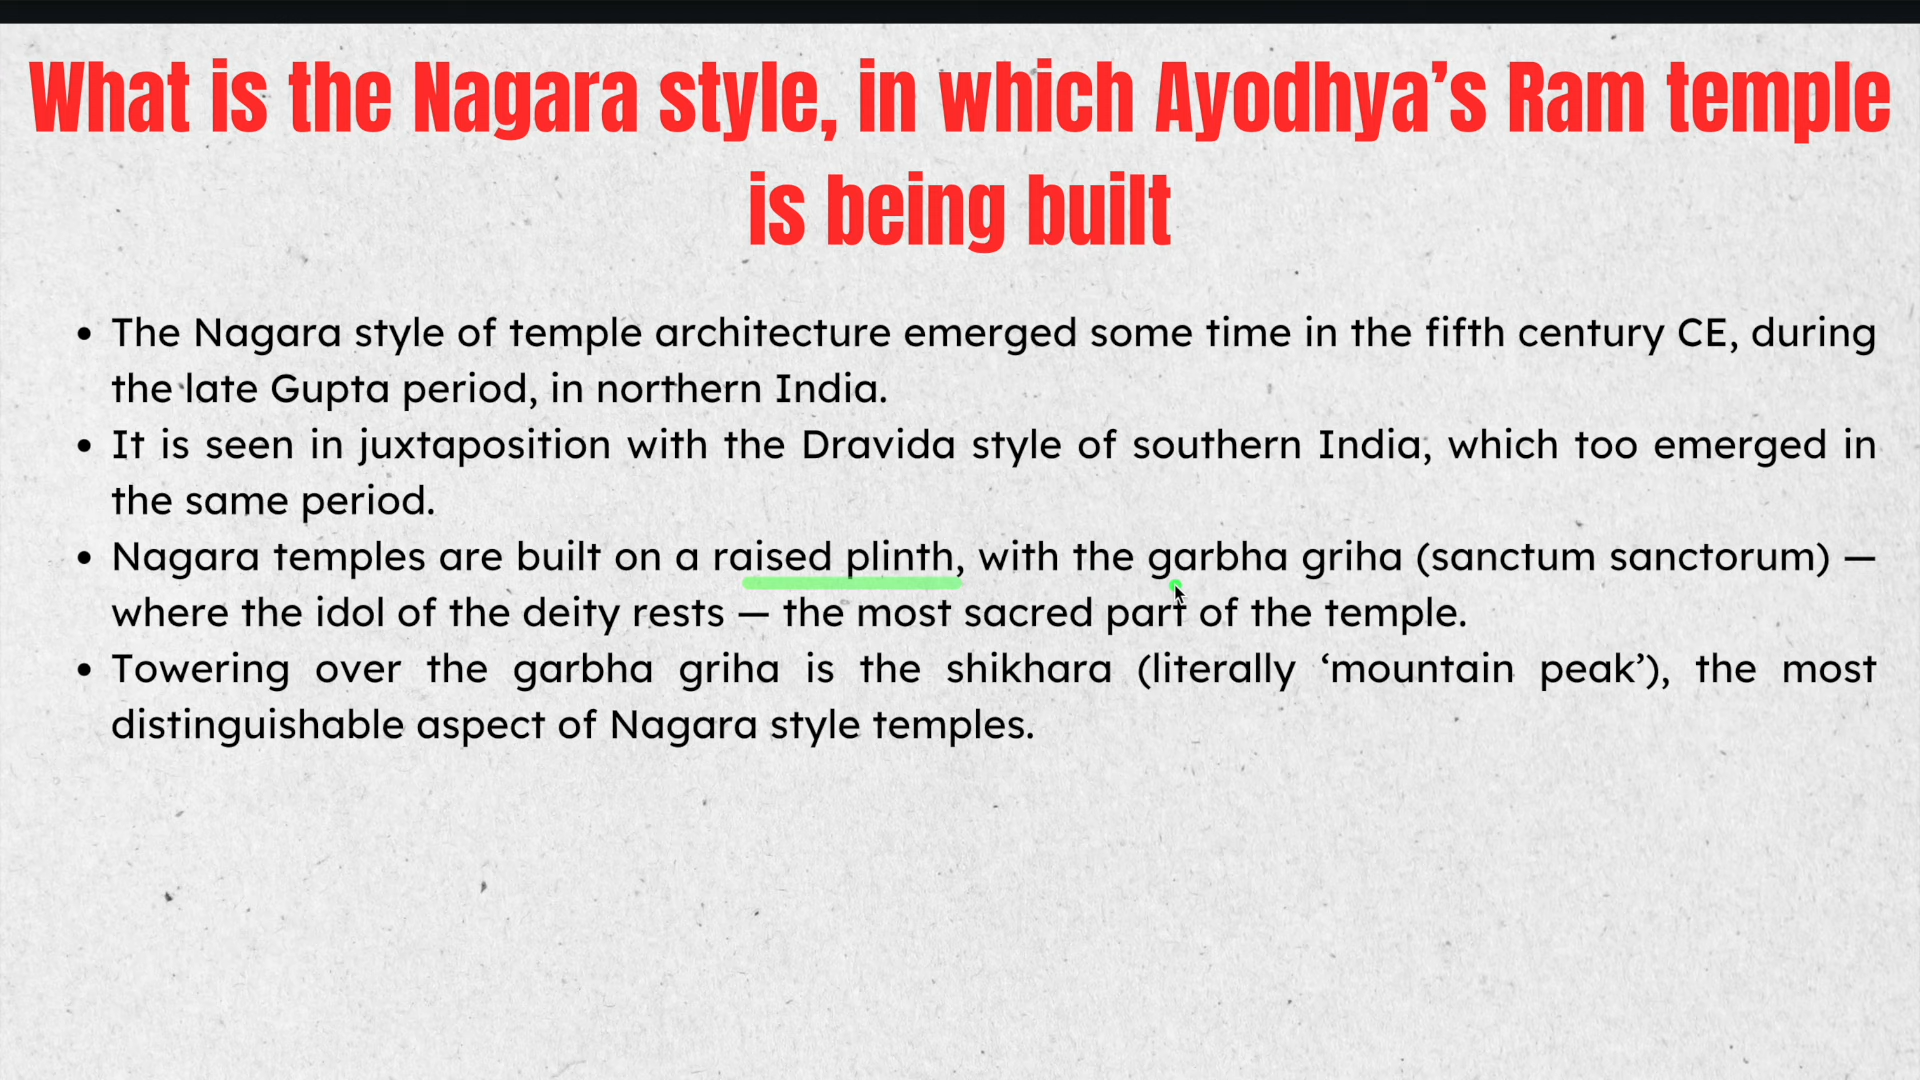 What is the Nagara style, in which Ayodhya’s Ram temple
is being built
• The Nagara style of temple architecture emerged some time in the fifth century CE, during
the late Gupta period, in northern India.
• It is seen in juxtaposition with the Dravida style of southern India, which too emerged in
the same period.
• Nagara temples are built on a raised plinth, with the garbha griha (sanctum sanctorum) —
where the idol of the deity rests — the most sacred part of the temple.
• Towering over the garbha griha is the shikhara (literally ‘mountain peak’), the most
distinguishable aspect of Nagara style temples.